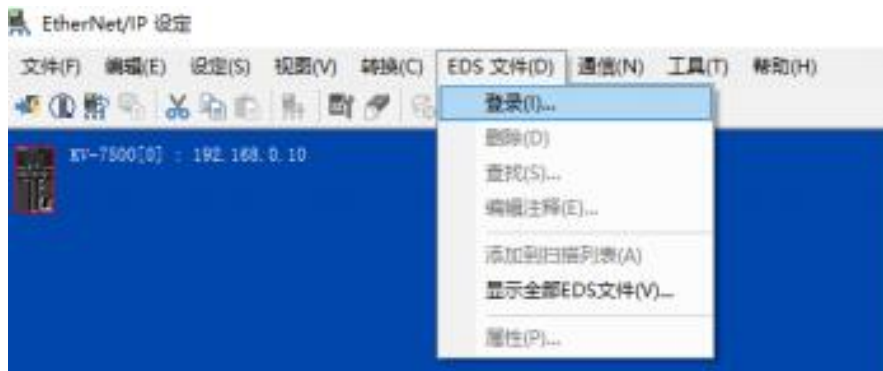 EtherNet/IP 设定
文件(F) 编辑(E) 设定(S) 视图(V) 转换(C) EDS 文件(D) 通信(N) 工具(T) 帮助(H)
登录(I)...
删除(D)
查找(S)...
编辑注释(E)...
添加到扫描列表(A)
显示全部EDS文件(V)...
属性(P)...
KV-7500[0] : 192.168.0.10